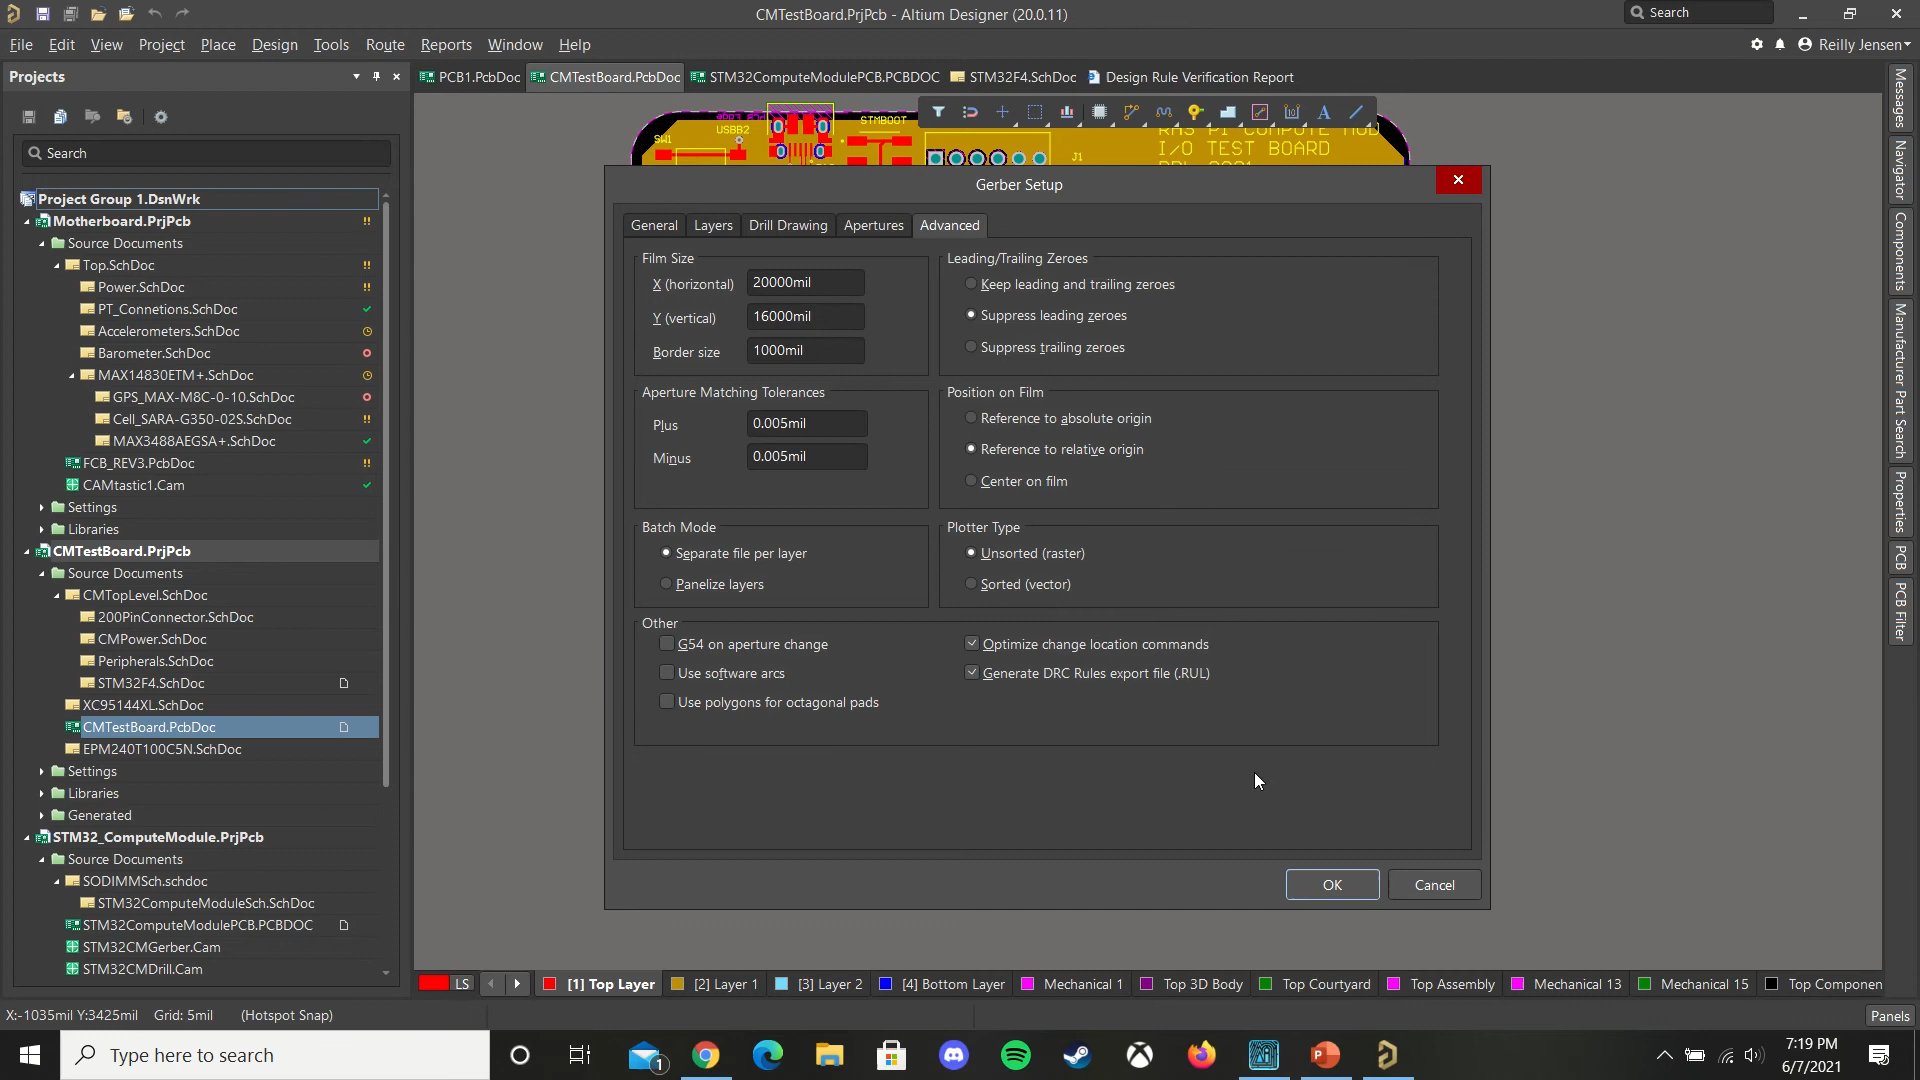 CMTestBoard.PrjPcb - Altium Designer (20.0.11)
Search
File Edit View Project Place Design Tools Route Reports Window Help
Reilly Jensen
Projects
PCB1.PcbDoc CMTestBoard.PcbDoc STM32ComputeModulePCB.PCBDOC STM32F4.SchDoc Design Rule Verification Report
Search
Project Group 1.DsnWrk
Motherboard.PrjPcb
Source Documents
Top.SchDoc
Power.SchDoc
PT_Connetions.SchDoc
Accelerometers.SchDoc
Barometer.SchDoc
MAX14830ETM+.SchDoc
GPS_MAX-M8C-0-10.SchDoc
Cell_SARA-G350-02S.SchDoc
MAX3488AEGSA+.SchDoc
FCB_REV3.PcbDoc
CAMtastic1.Cam
Settings
Libraries
CMTestBoard.PrjPcb
Source Documents
CMTopLevel.SchDoc
200PinConnector.SchDoc
CMPower.SchDoc
Peripherals.SchDoc
STM32F4.SchDoc
XC95144XL.SchDoc
CMTestBoard.PcbDoc
EPM240T100C5N.SchDoc
Settings
Libraries
Generated
STM32_ComputeModule.PrjPcb
Source Documents
SODIMMSch.schdoc
STM32ComputeModuleSch.SchDoc
STM32ComputeModulePCB.PCBDOC
STM32CMGerber.Cam
STM32CMDrill.Cam
SW1
USBB2
STMBOOT
J1
RAS PI COMPUTE MOD
I/O TEST BOARD
Gerber Setup
General Layers Drill Drawing Apertures Advanced
Film Size
X (horizontal) 20000mil
Y (vertical) 16000mil
Border size 1000mil
Leading/Trailing Zeroes
Keep leading and trailing zeroes
Suppress leading zeroes
Suppress trailing zeroes
Aperture Matching Tolerances
Plus 0.005mil
Minus 0.005mil
Position on Film
Reference to absolute origin
Reference to relative origin
Center on film
Batch Mode
Separate file per layer
Panelize layers
Plotter Type
Unsorted (raster)
Sorted (vector)
Other
G54 on aperture change
Use software arcs
Use polygons for octagonal pads
Optimize change location commands
Generate DRC Rules export file (.RUL)
OK Cancel
Messages
Navigator
Components
Manufacturer Part Search
Properties
PCB
PCB Filter
LS [1] Top Layer [2] Layer 1 [3] Layer 2 [4] Bottom Layer Mechanical 1 Top 3D Body Top Courtyard Top Assembly Mechanical 13 Mechanical 15 Top Componen
X:-1035mil Y:3425mil Grid: 5mil (Hotspot Snap)
Panels
Type here to search
1
7:19 PM
6/7/2021